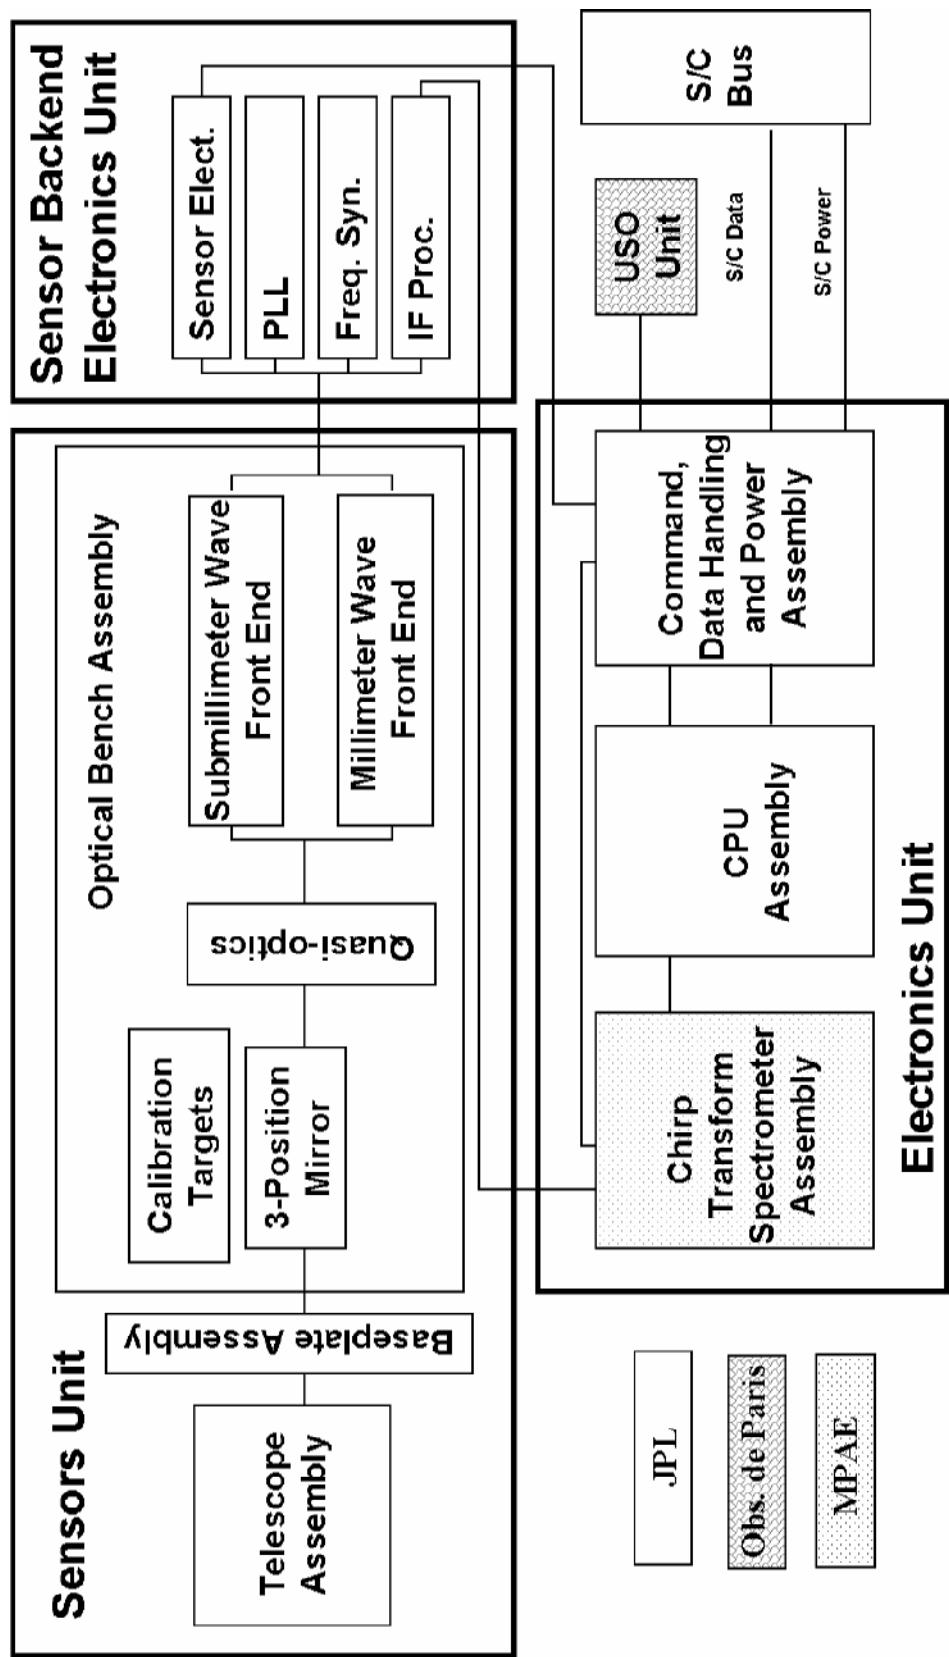 Sensors Unit
Telescope
Assembly
Baseplate Assembly
Optical Bench Assembly
Calibration
Targets
3-Position
Mirror
Quasi-optics
Submillimeter Wave
Front End
Millimeter Wave
Front End
Sensor Backend
Electronics Unit
Sensor Elect.
PLL
Freq. Syn.
IF Proc.
JPL
Obs. de Paris
MPAE
Chirp
Transform
Spectrometer
Assembly
CPU
Assembly
Command,
Data Handling
and Power
Assembly
Electronics Unit
USO
Unit
S/C Data
S/C Power
S/C
Bus